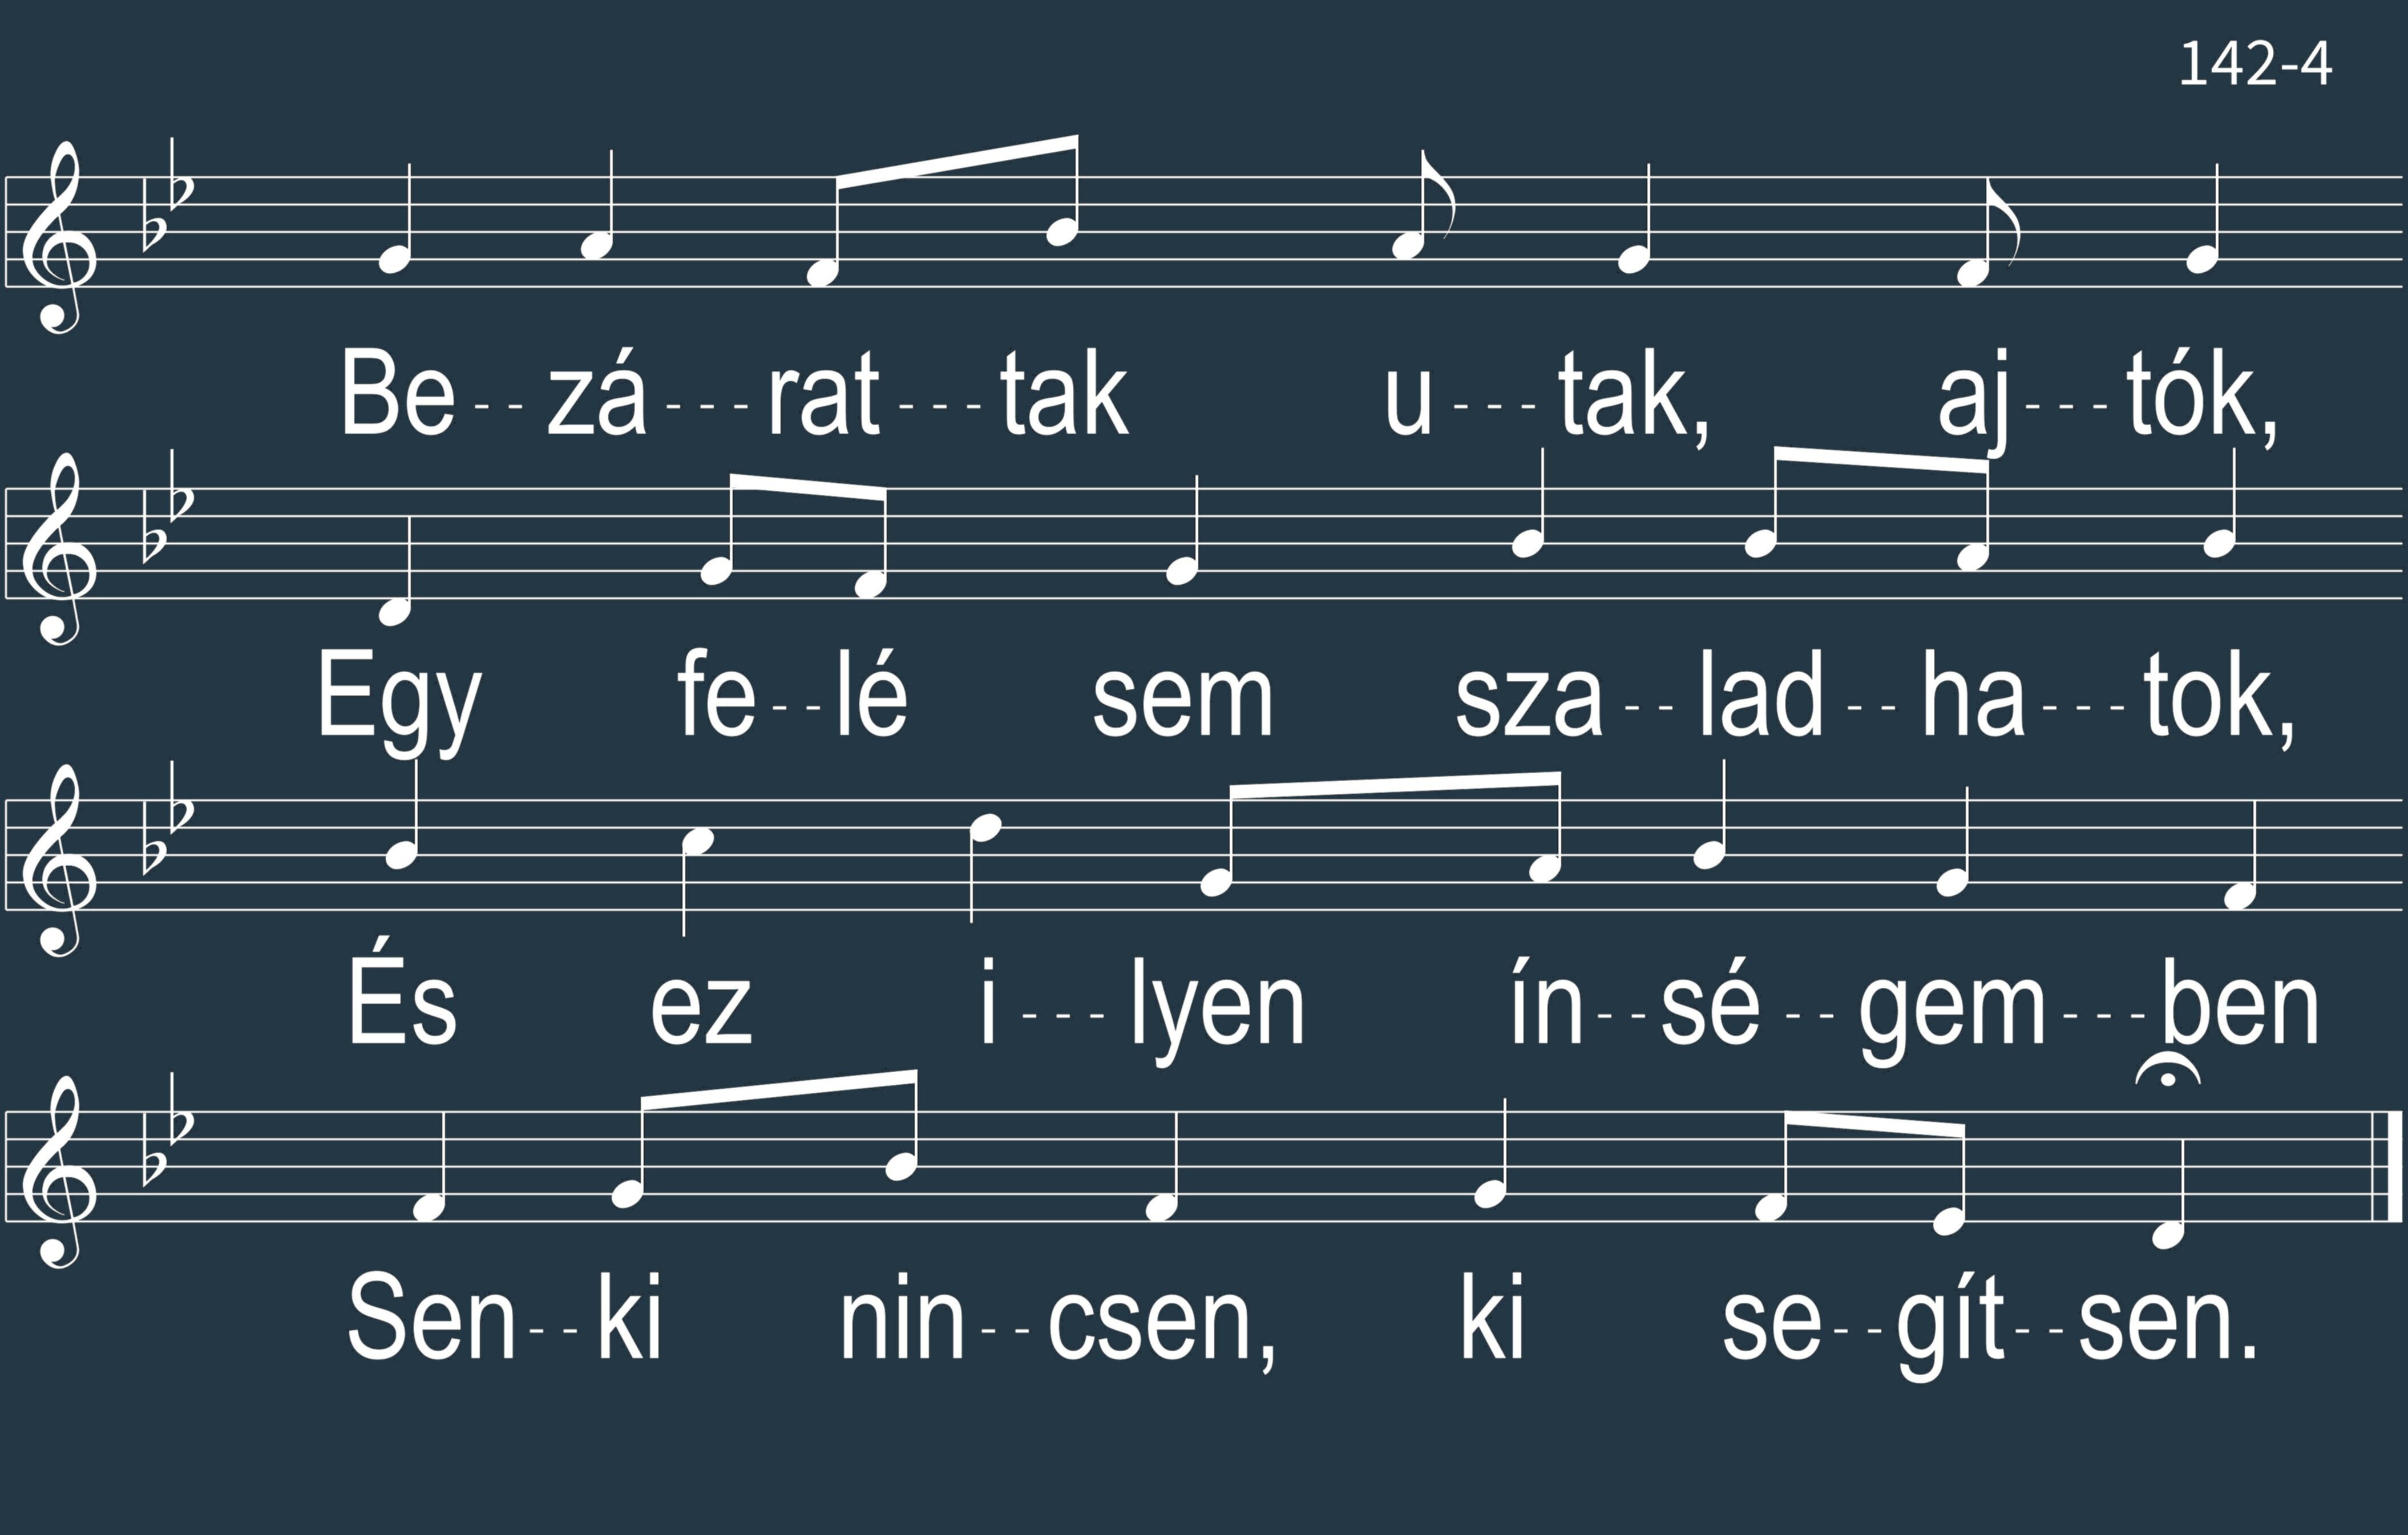 142-4
Be--zá---rat---tak u---tak, aj---tók,
Egy fe--lé sem sza--lad--ha---tok,
És ez i---lyen ín--sé--gem---ben
Sen--ki nin--csen, ki se--gít--sen.